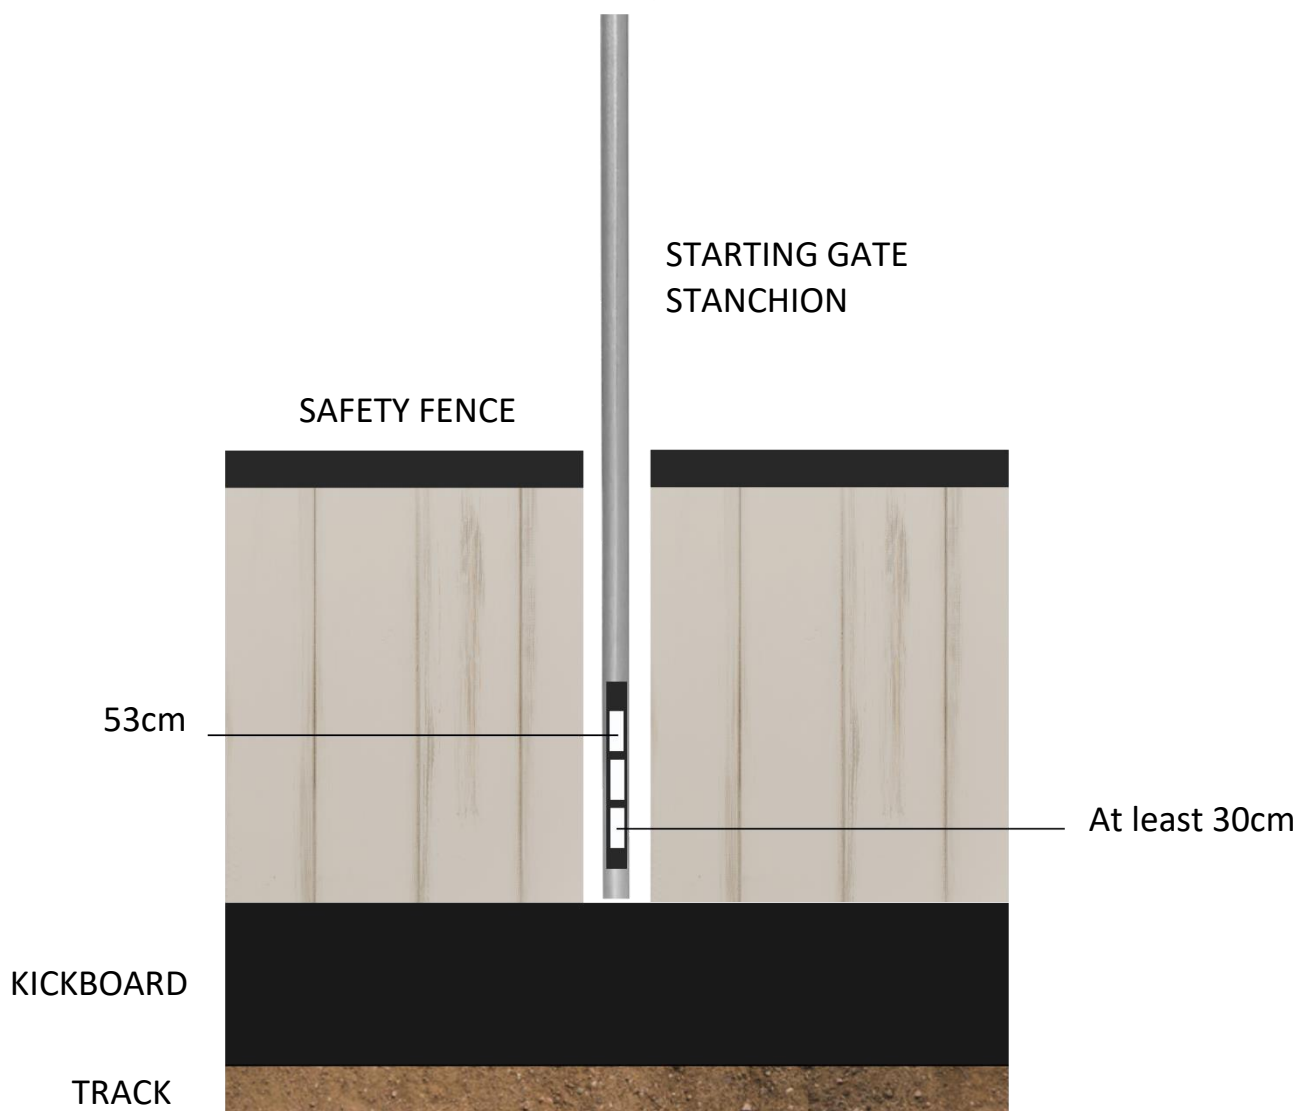 STARTING GATE
STANCHION
SAFETY FENCE
53cm
At least 30cm
KICKBOARD
TRACK